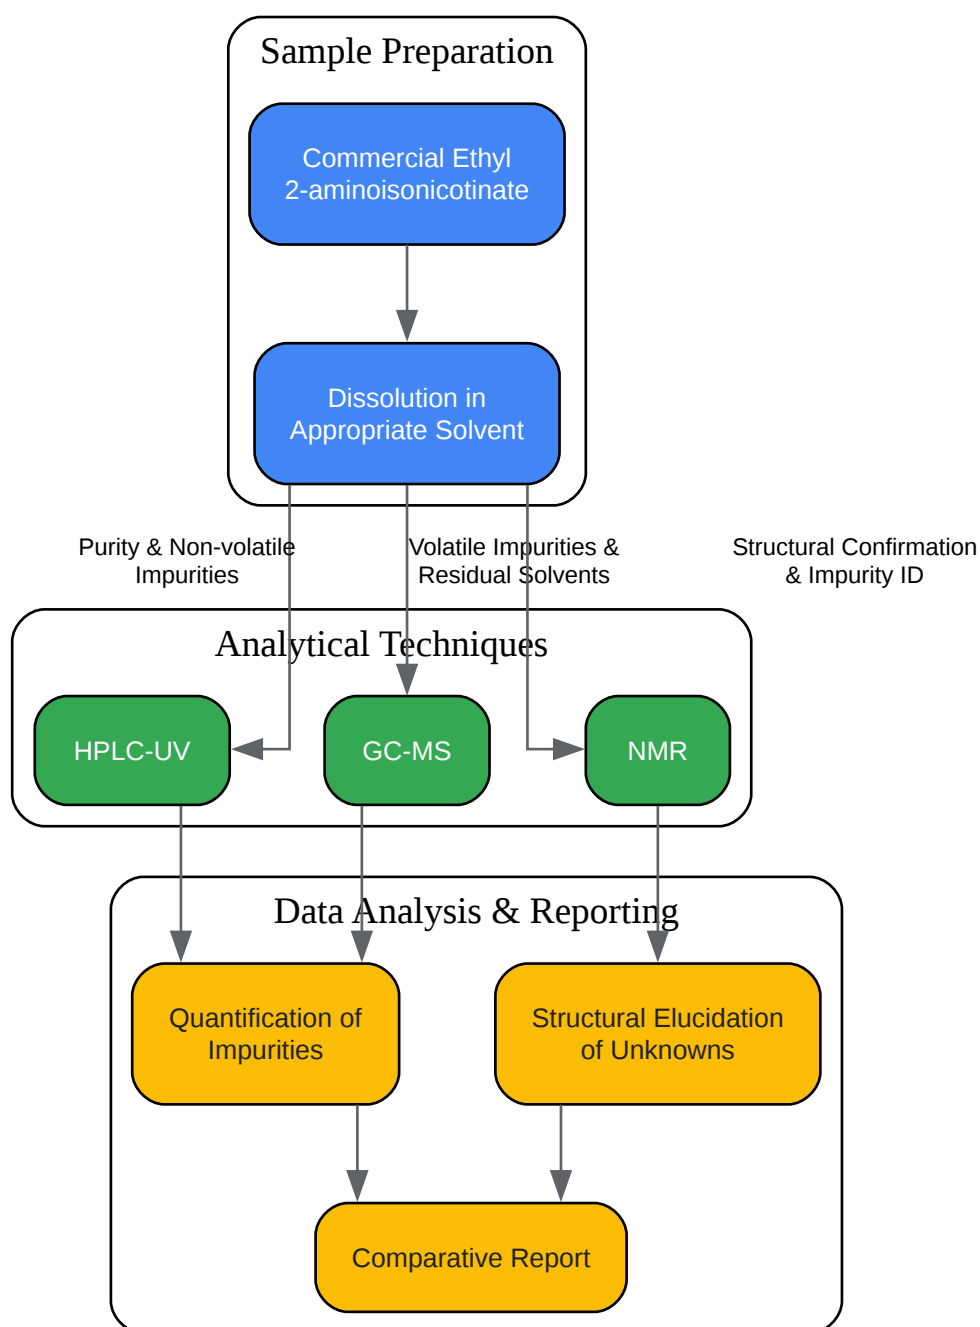 Sample Preparation
Commercial Ethyl
2-aminoisonicotinate
Dissolution in
Appropriate Solvent
Purity & Non-volatile
Impurities
Volatile Impurities &
Residual Solvents
Structural Confirmation
& Impurity ID
Analytical Techniques
HPLC-UV
GC-MS
NMR
Data Analysis & Reporting
Quantification of
Impurities
Structural Elucidation
of Unknowns
Comparative Report